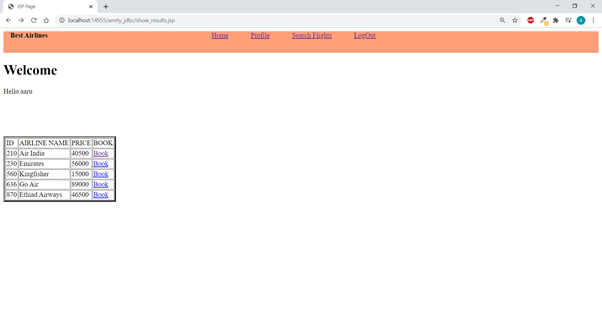 JSP Page
localhost:14955/amity_jdbc/show_results.jsp
Best Airlines Home Profile Search Flights LogOut
Welcome
Hello aaru
ID AIRLINE NAME PRICE BOOK
210 Air India 40500 Book
230 Emirates 56000 Book
560 Kingfisher 15000 Book
636 Go Air 89000 Book
870 Ethiad Airways 46500 Book